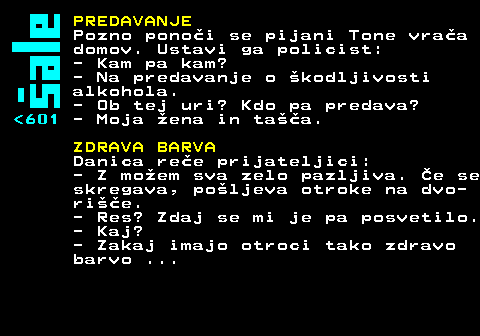 Šale
<601
PREDAVANJE
Pozno ponoči se pijani Tone vrača
domov. Ustavi ga policist:
- Kam pa kam?
- Na predavanje o škodljivosti
alkohola.
- Ob tej uri? Kdo pa predava?
- Moja žena in tašča.
ZDRAVA BARVA
Danica reče prijateljici:
- Z možem sva zelo pazljiva. Če se
skregava, pošljeva otroke na dvo-
rišče.
- Res? Zdaj se mi je pa posvetilo.
- Kaj?
- Zakaj imajo otroci tako zdravo
barvo ...